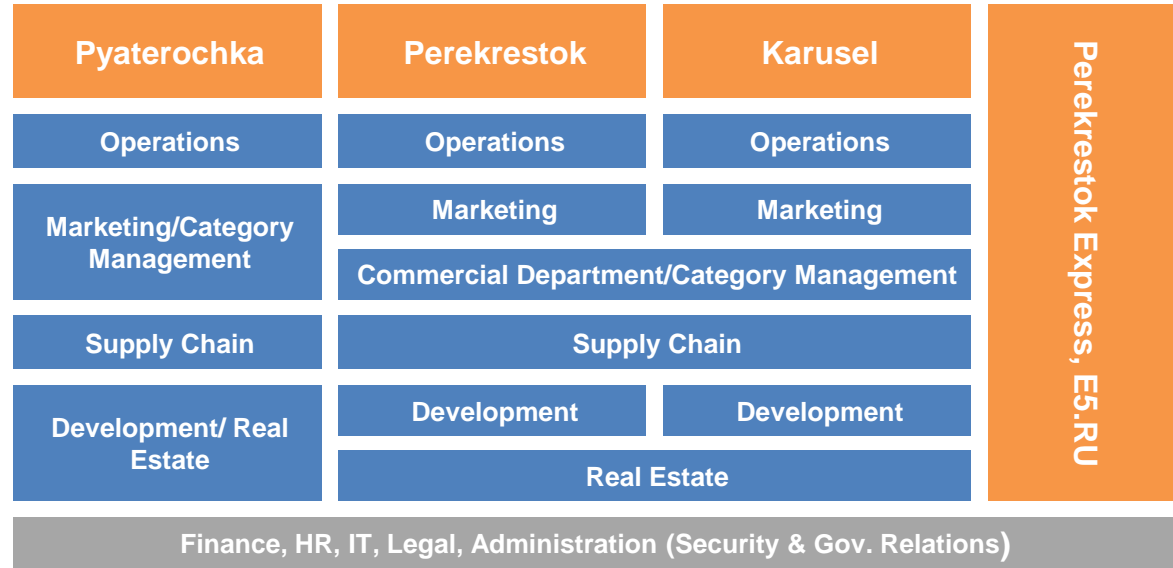 Pyaterochka
Perekrestok
Karusel
Perekrestok Express, E5.RU
Operations
Operations
Operations
Marketing/Category
Management
Marketing
Marketing
Commercial Department/Category Management
Supply Chain
Supply Chain
Development/ Real
Estate
Development
Development
Real Estate
Finance, HR, IT, Legal, Administration (Security & Gov. Relations)